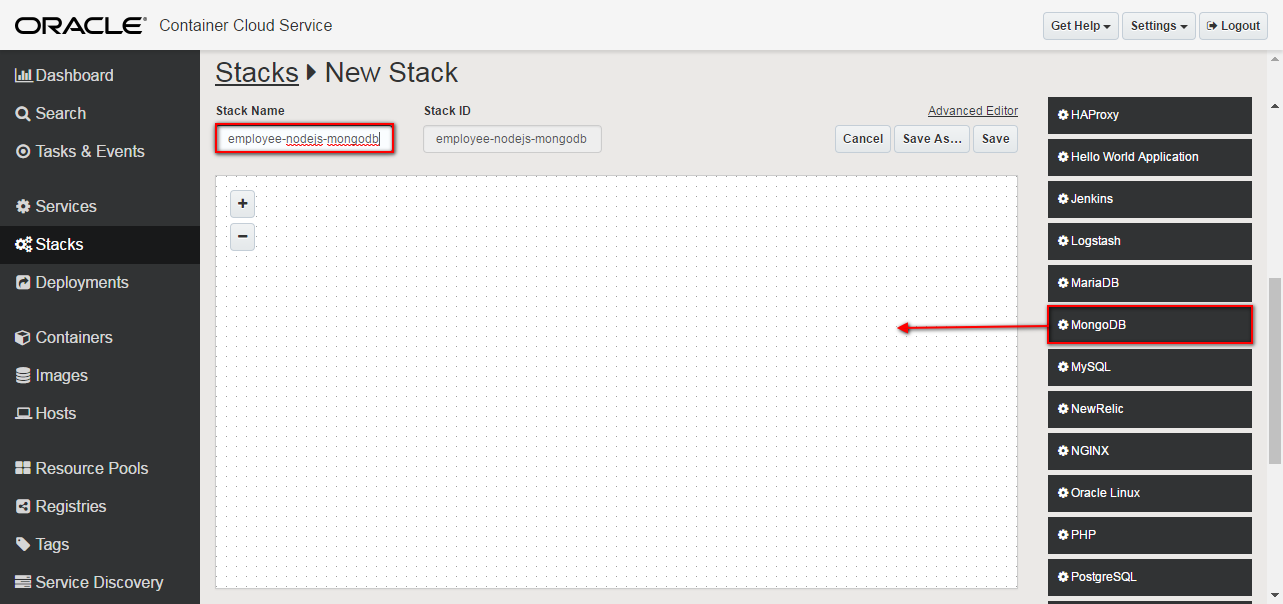 ORACLE® Container Cloud Service
Get Help
Settings
Logout
Dashboard
Search
Tasks & Events
Services
Stacks
Deployments
Containers
Images
Hosts
Resource Pools
Registries
Tags
Service Discovery
Stacks New Stack
Stack Name
Stack ID
Advanced Editor
employee-nodejs-mongodb
employee-nodejs-mongodb
Cancel
Save As...
Save
+
−
HAProxy
Hello World Application
Jenkins
Logstash
MariaDB
MongoDB
MySQL
NewRelic
NGINX
Oracle Linux
PHP
PostgreSQL